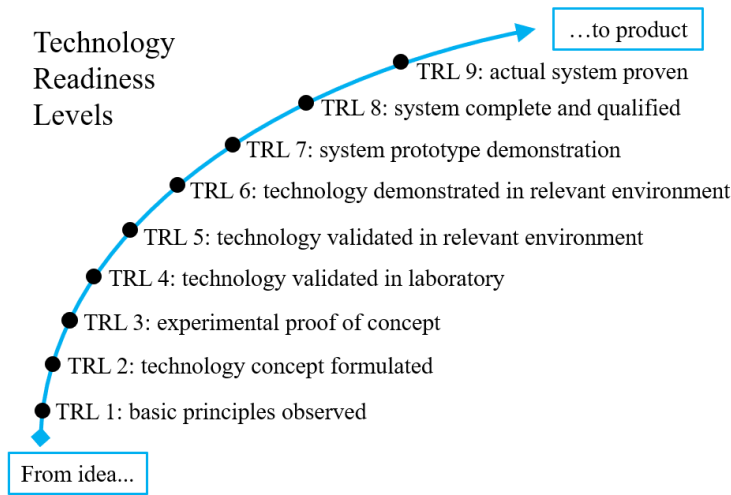 Technology
Readiness
Levels
…to product
TRL 9: actual system proven
TRL 8: system complete and qualified
TRL 7: system prototype demonstration
TRL 6: technology demonstrated in relevant environment
TRL 5: technology validated in relevant environment
TRL 4: technology validated in laboratory
TRL 3: experimental proof of concept
TRL 2: technology concept formulated
TRL 1: basic principles observed
From idea...